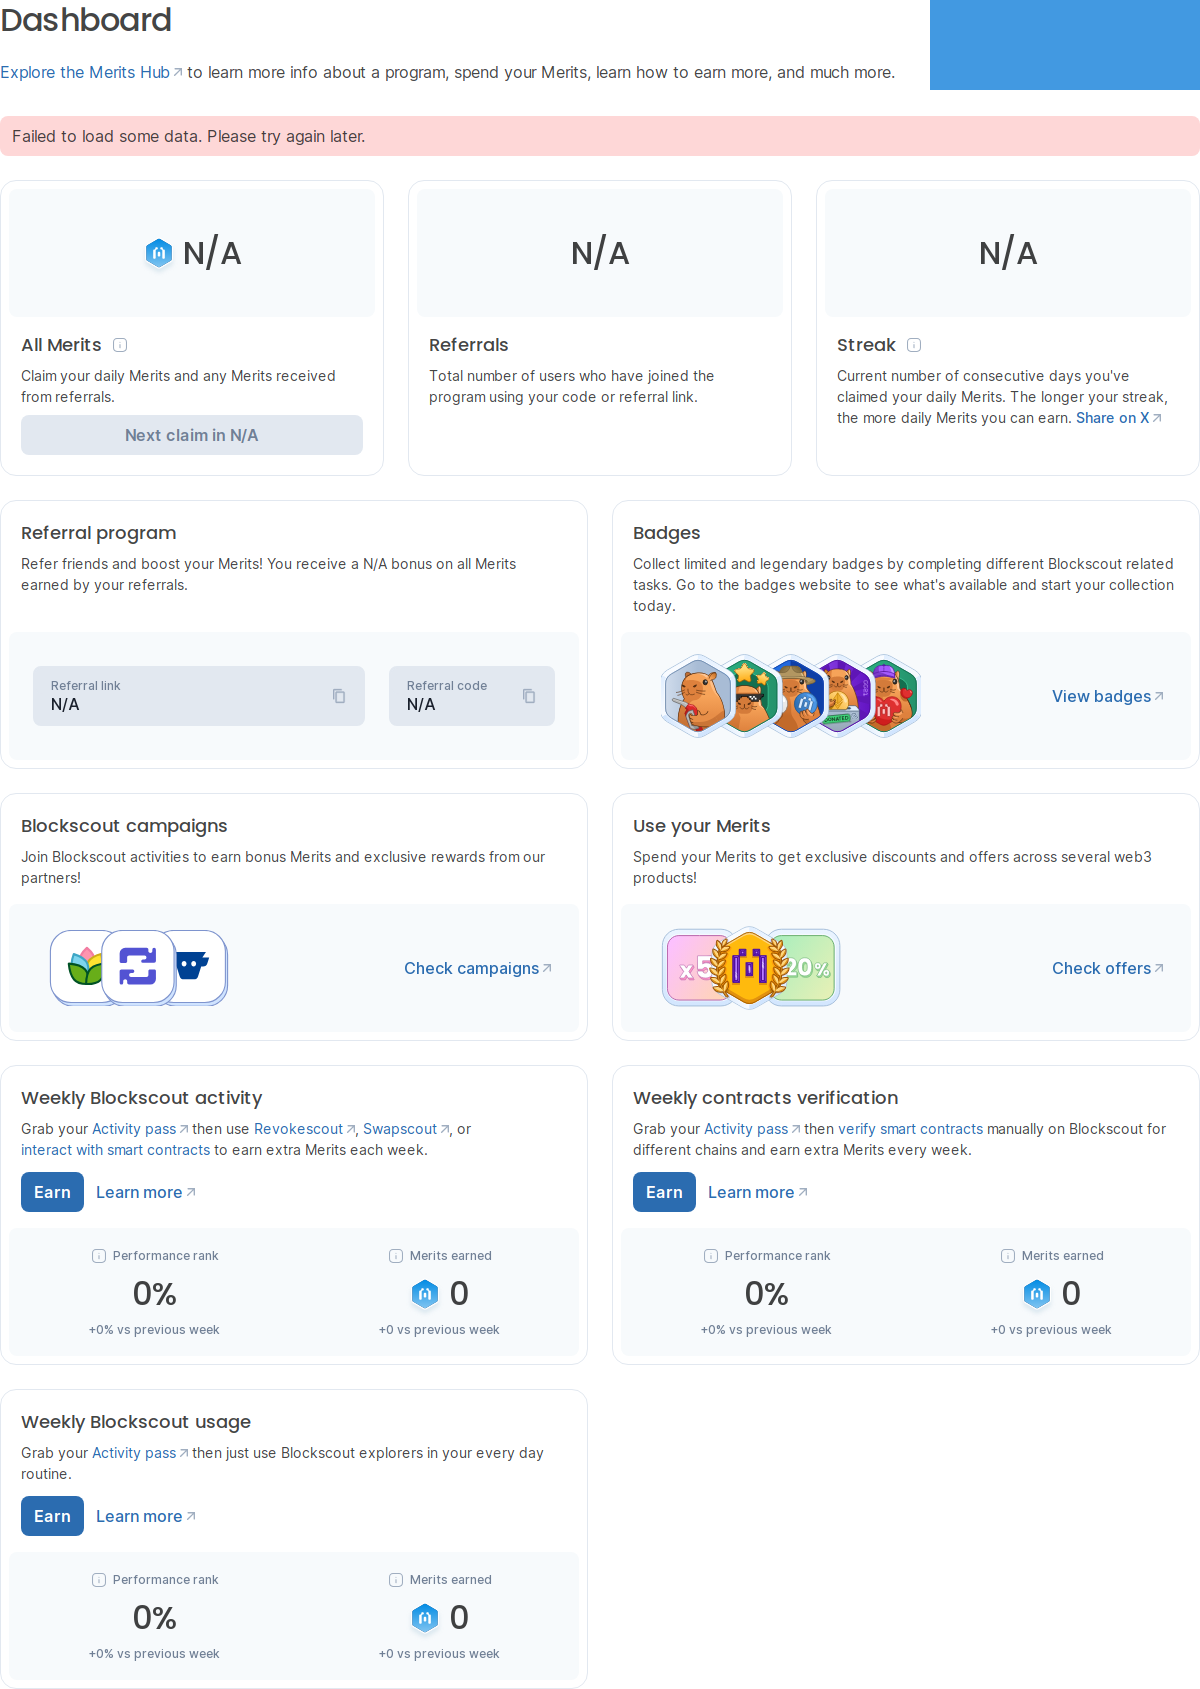 Dashboard
Explore the Merits Hub to learn more info about a program, spend your Merits, learn how to earn more, and much more.
Failed to load some data. Please try again later.
N/A
N/A
N/A
All Merits
Claim your daily Merits and any Merits received
from referrals.
Next claim in N/A
Referrals
Total number of users who have joined the
program using your code or referral link.
Streak
Current number of consecutive days you've
claimed your daily Merits. The longer your streak,
the more daily Merits you can earn. Share on X
Referral program
Refer friends and boost your Merits! You receive a N/A bonus on all Merits
earned by your referrals.
Referral link
N/A
Referral code
N/A
Badges
Collect limited and legendary badges by completing different Blockscout related
tasks. Go to the badges website to see what's available and start your collection
today.
View badges
Blockscout campaigns
Join Blockscout activities to earn bonus Merits and exclusive rewards from our
partners!
Check campaigns
Use your Merits
Spend your Merits to get exclusive discounts and offers across several web3
products!
x5
20%
Check offers
Weekly Blockscout activity
Grab your Activity pass then use Revokescout, Swapscout, or
interact with smart contracts to earn extra Merits each week.
Earn Learn more
Performance rank
0%
+0% vs previous week
Merits earned
0
+0 vs previous week
Weekly contracts verification
Grab your Activity pass then verify smart contracts manually on Blockscout for
different chains and earn extra Merits every week.
Earn Learn more
Performance rank
0%
+0% vs previous week
Merits earned
0
+0 vs previous week
Weekly Blockscout usage
Grab your Activity pass then just use Blockscout explorers in your every day
routine.
Earn Learn more
Performance rank
0%
+0% vs previous week
Merits earned
0
+0 vs previous week